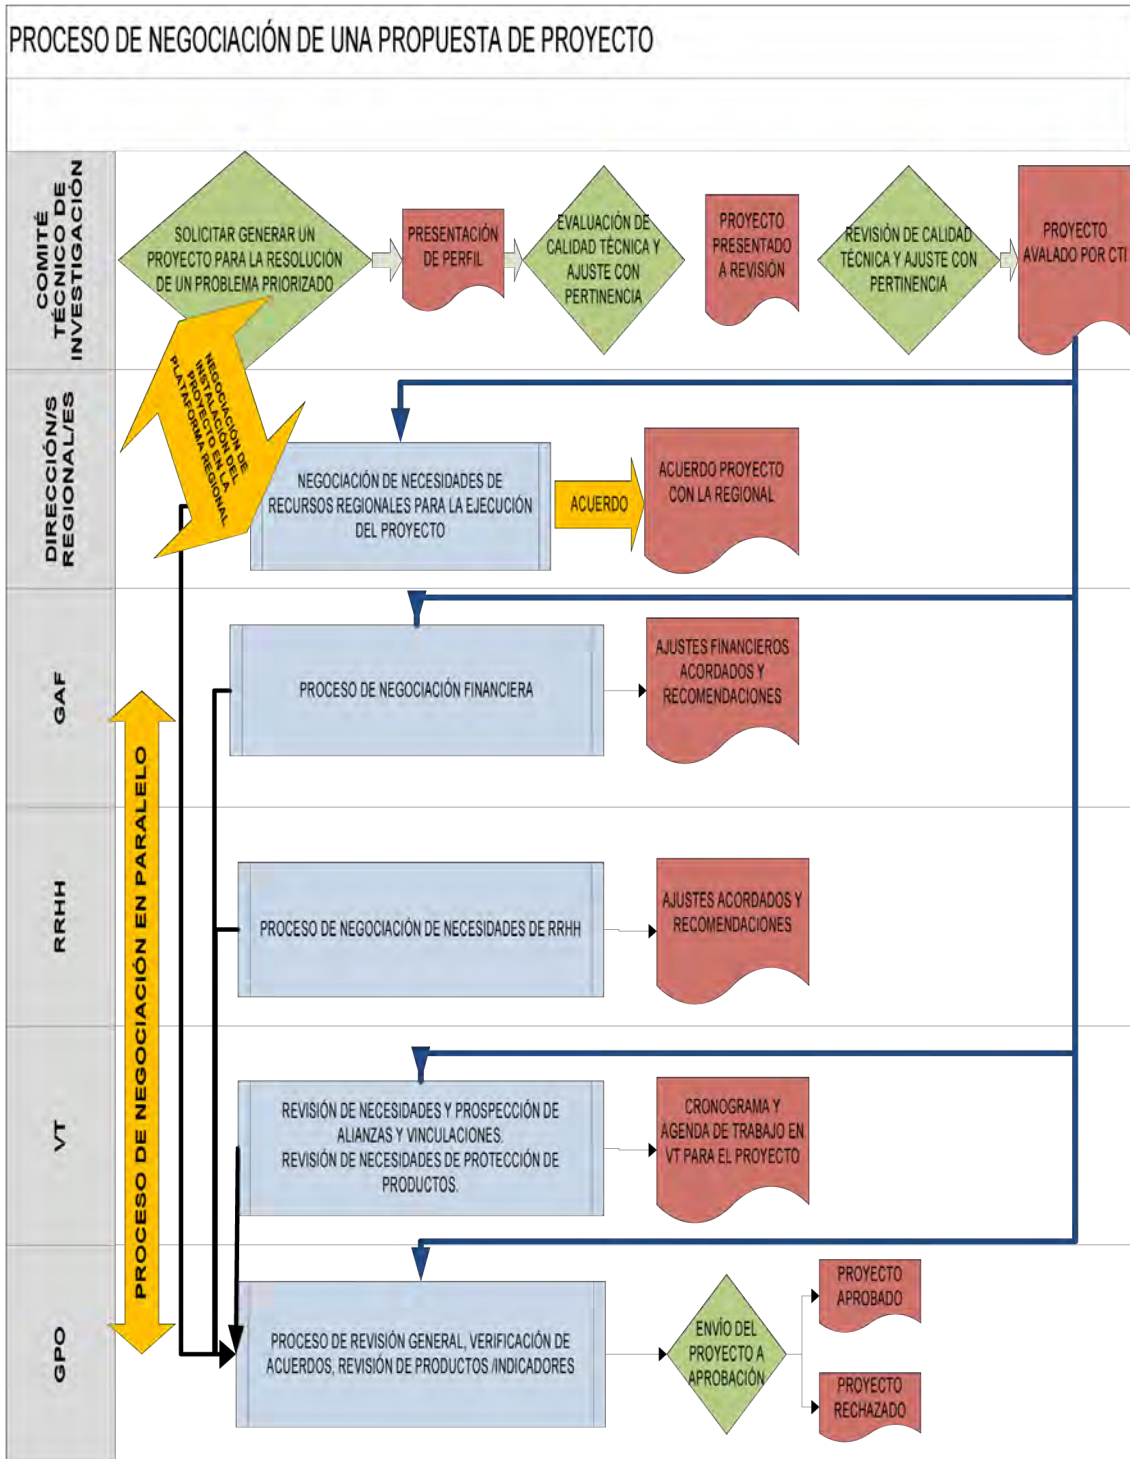 PROCESO DE NEGOCIACIÓN DE UNA PROPUESTA DE PROYECTO
COMITÉ
TÉCNICO DE
INVESTIGACIÓN
SOLICITAR GENERAR UN
PROYECTO PARA LA RESOLUCIÓN
DE UN PROBLEMA PRIORIZADO
PRESENTACIÓN
DE PERFIL
EVALUACIÓN DE
CALIDAD TÉCNICA Y
AJUSTE CON
PERTINENCIA
PROYECTO
PRESENTADO
A REVISIÓN
REVISIÓN DE CALIDAD
TÉCNICA Y AJUSTE CON
PERTINENCIA
PROYECTO
AVALADO POR CTI
NEGOCIACIÓN DE
INSTALACIÓN DEL
PROYECTO EN LA
PLATAFORMA REGIONAL
DIRECCIÓN/S
REGIONAL/ES
NEGOCIACIÓN DE NECESIDADES DE
RECURSOS REGIONALES PARA LA EJECUCIÓN
DEL PROYECTO
ACUERDO
ACUERDO PROYECTO
CON LA REGIONAL
GAF
PROCESO DE NEGOCIACIÓN FINANCIERA
AJUSTES FINANCIEROS
ACORDADOS Y
RECOMENDACIONES
PROCESO DE NEGOCIACIÓN EN PARALELO
RRHH
PROCESO DE NEGOCIACIÓN DE NECESIDADES DE RRHH
AJUSTES ACORDADOS Y
RECOMENDACIONES
VT
REVISIÓN DE NECESIDADES Y PROSPECCIÓN DE
ALIANZAS Y VINCULACIONES.
REVISIÓN DE NECESIDADES DE PROTECCIÓN DE
PRODUCTOS.
CRONOGRAMA Y
AGENDA DE TRABAJO EN
VT PARA EL PROYECTO
GPO
PROCESO DE REVISIÓN GENERAL, VERIFICACIÓN DE
ACUERDOS, REVISIÓN DE PRODUCTOS /INDICADORES
ENVÍO DEL
PROYECTO A
APROBACIÓN
PROYECTO
APROBADO
PROYECTO
RECHAZADO